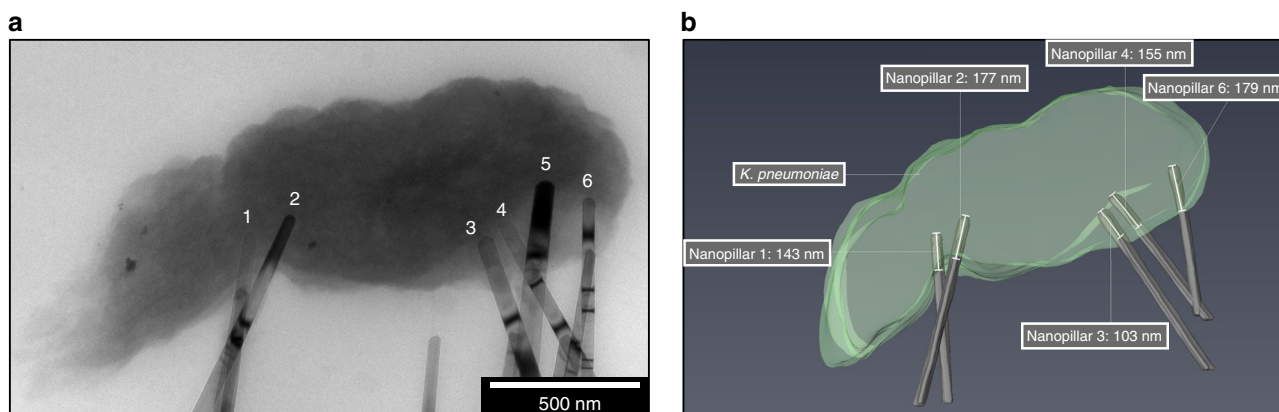 a
b
1
2
3
4
5
6
500 nm
Nanopillar 4: 155 nm
Nanopillar 2: 177 nm
Nanopillar 6: 179 nm
K. pneumoniae
Nanopillar 1: 143 nm
Nanopillar 3: 103 nm